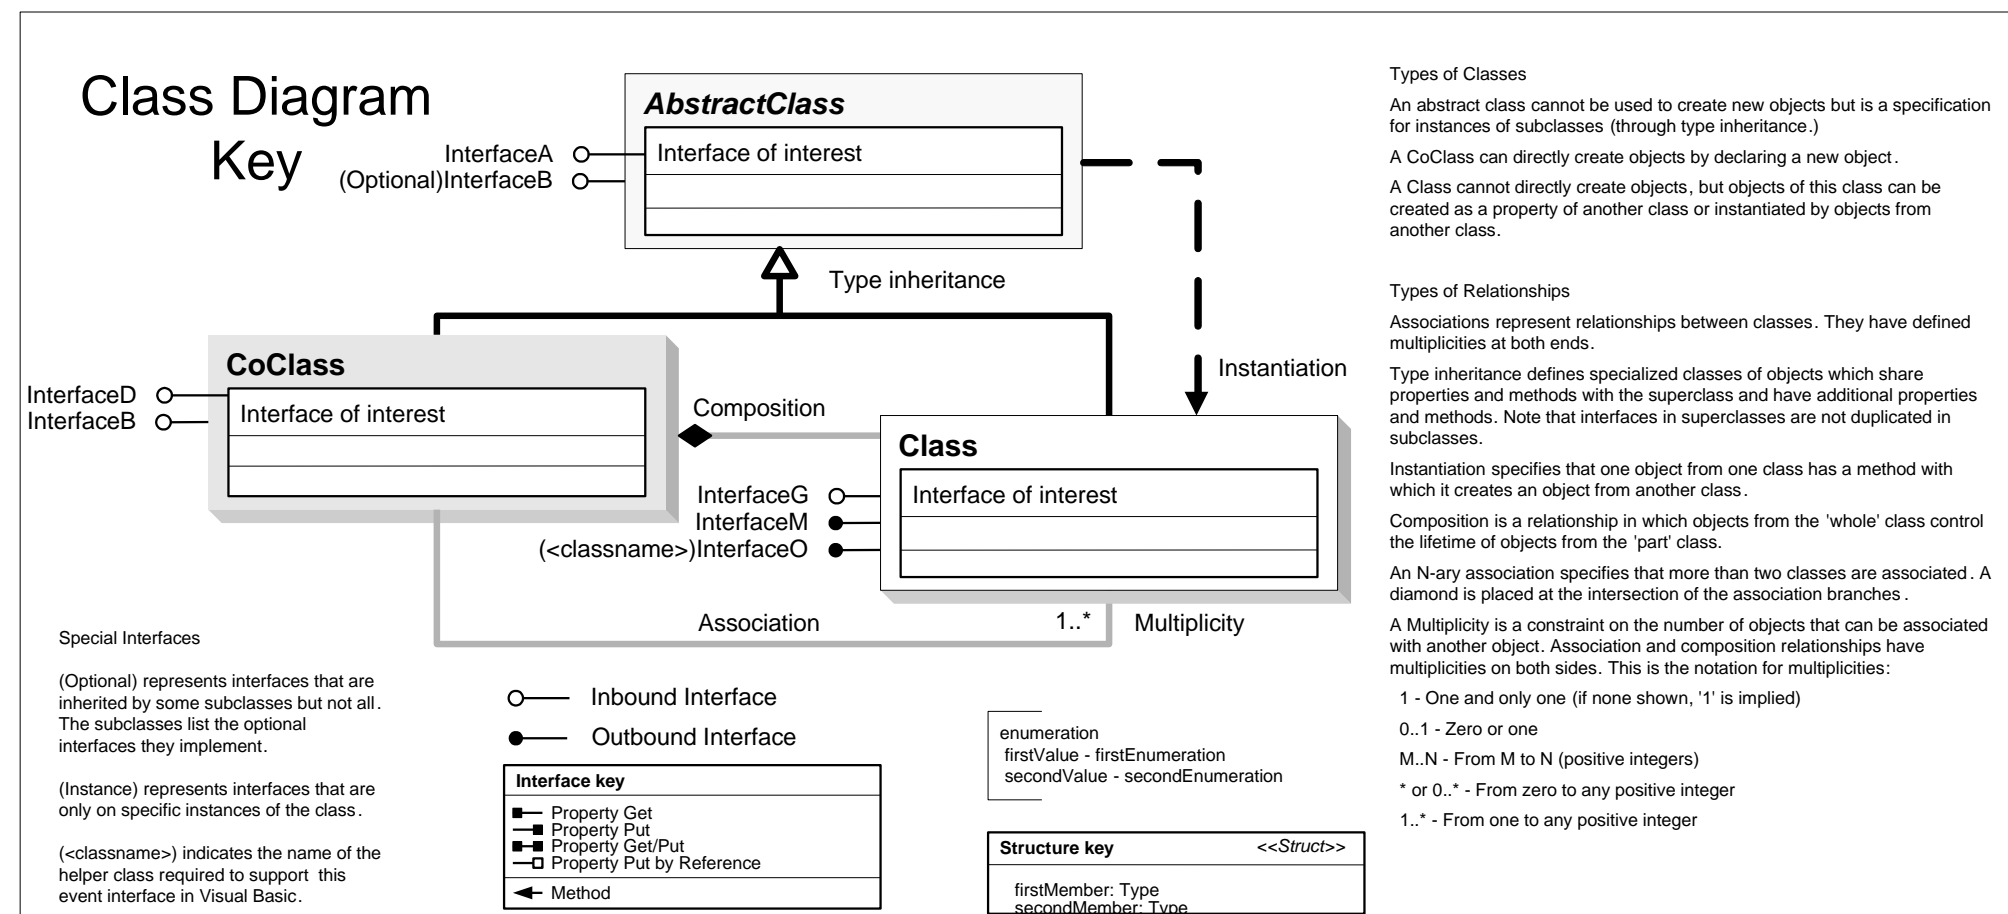 Class Diagram
Key
AbstractClass
Interface of interest
InterfaceA
(Optional)InterfaceB
Type inheritance
CoClass
Interface of interest
InterfaceD
InterfaceB
Composition
Instantiation
Class
Interface of interest
InterfaceG
InterfaceM
(<classname>)InterfaceO
Association
1..*
Multiplicity
Special Interfaces
(Optional) represents interfaces that are
inherited by some subclasses but not all.
The subclasses list the optional
interfaces they implement.
(Instance) represents interfaces that are
only on specific instances of the class.
(<classname>) indicates the name of the
helper class required to support this
event interface in Visual Basic.
Inbound Interface
Outbound Interface
Interface key
Property Get
Property Put
Property Get/Put
Property Put by Reference
Method
enumeration
firstValue - firstEnumeration
secondValue - secondEnumeration
Structure key <<Struct>>
firstMember: Type
secondMember: Type
Types of Classes
An abstract class cannot be used to create new objects but is a specification
for instances of subclasses (through type inheritance.)
A CoClass can directly create objects by declaring a new object.
A Class cannot directly create objects, but objects of this class can be
created as a property of another class or instantiated by objects from
another class.
Types of Relationships
Associations represent relationships between classes. They have defined
multiplicities at both ends.
Type inheritance defines specialized classes of objects which share
properties and methods with the superclass and have additional properties
and methods. Note that interfaces in superclasses are not duplicated in
subclasses.
Instantiation specifies that one object from one class has a method with
which it creates an object from another class.
Composition is a relationship in which objects from the 'whole' class control
the lifetime of objects from the 'part' class.
An N-ary association specifies that more than two classes are associated. A
diamond is placed at the intersection of the association branches.
A Multiplicity is a constraint on the number of objects that can be associated
with another object. Association and composition relationships have
multiplicities on both sides. This is the notation for multiplicities:
1 - One and only one (if none shown, '1' is implied)
0..1 - Zero or one
M..N - From M to N (positive integers)
* or 0..* - From zero to any positive integer
1..* - From one to any positive integer